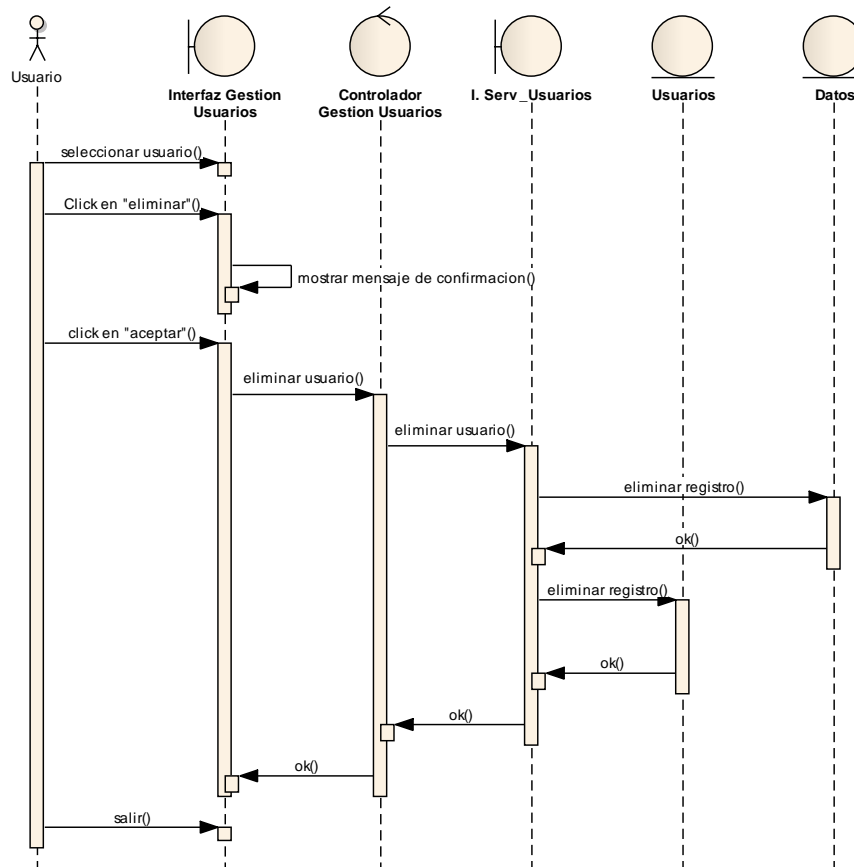 Usuario
Interfaz Gestion
Usuarios
Controlador
Gestion Usuarios
I. Serv_Usuarios
Usuarios
Datos
seleccionar usuario()
Click en "eliminar"()
mostrar mensaje de confirmacion()
click en "aceptar"()
eliminar usuario()
eliminar usuario()
eliminar registro()
ok()
eliminar registro()
ok()
ok()
ok()
salir()